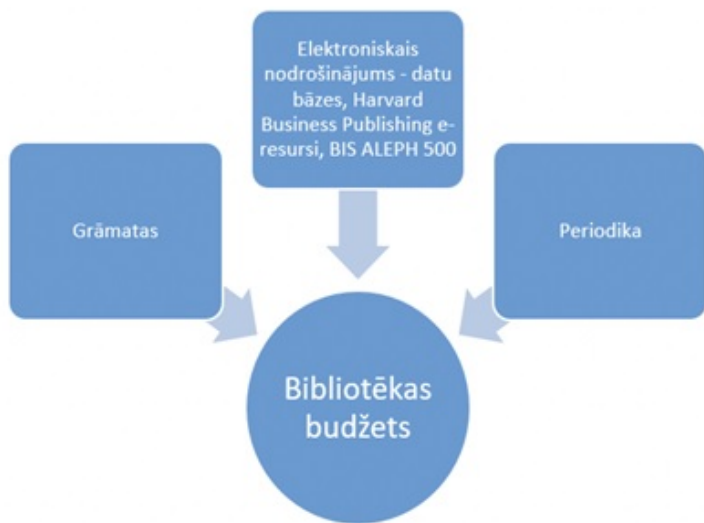 Elektroniskais
nodrošinājums - datu
bāzes, Harvard
Business Publishing e-
resursi, BIS ALEPH 500
Grāmatas
Periodika
Bibliotēkas
budžets